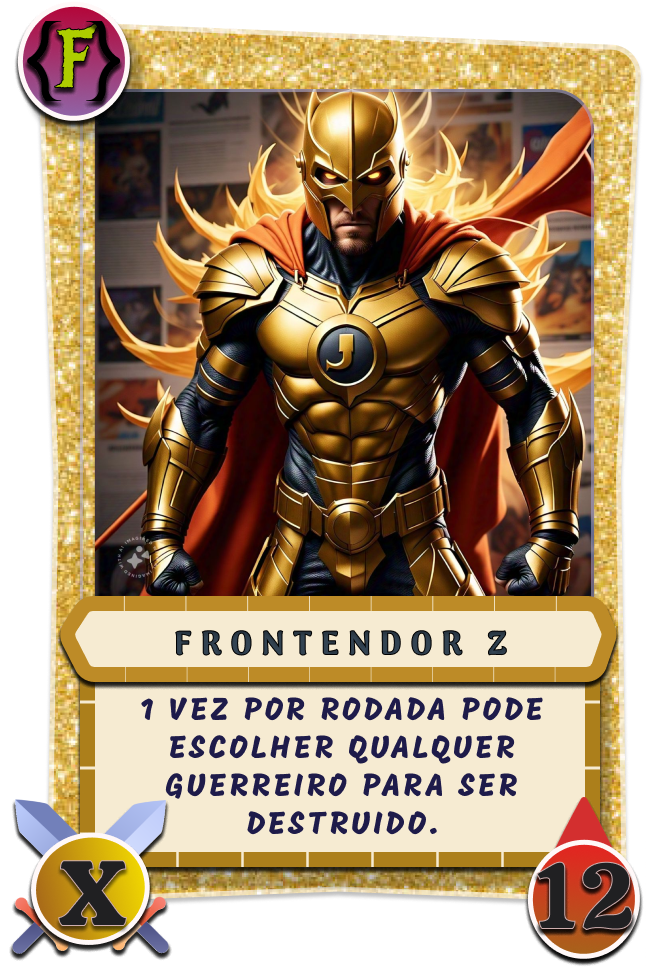 {F}
J
FRONTENDOR Z
1 VEZ POR RODADA PODE
ESCOLHER QUALQUER
GUERREIRO PARA SER
DESTRUIDO.
X
12